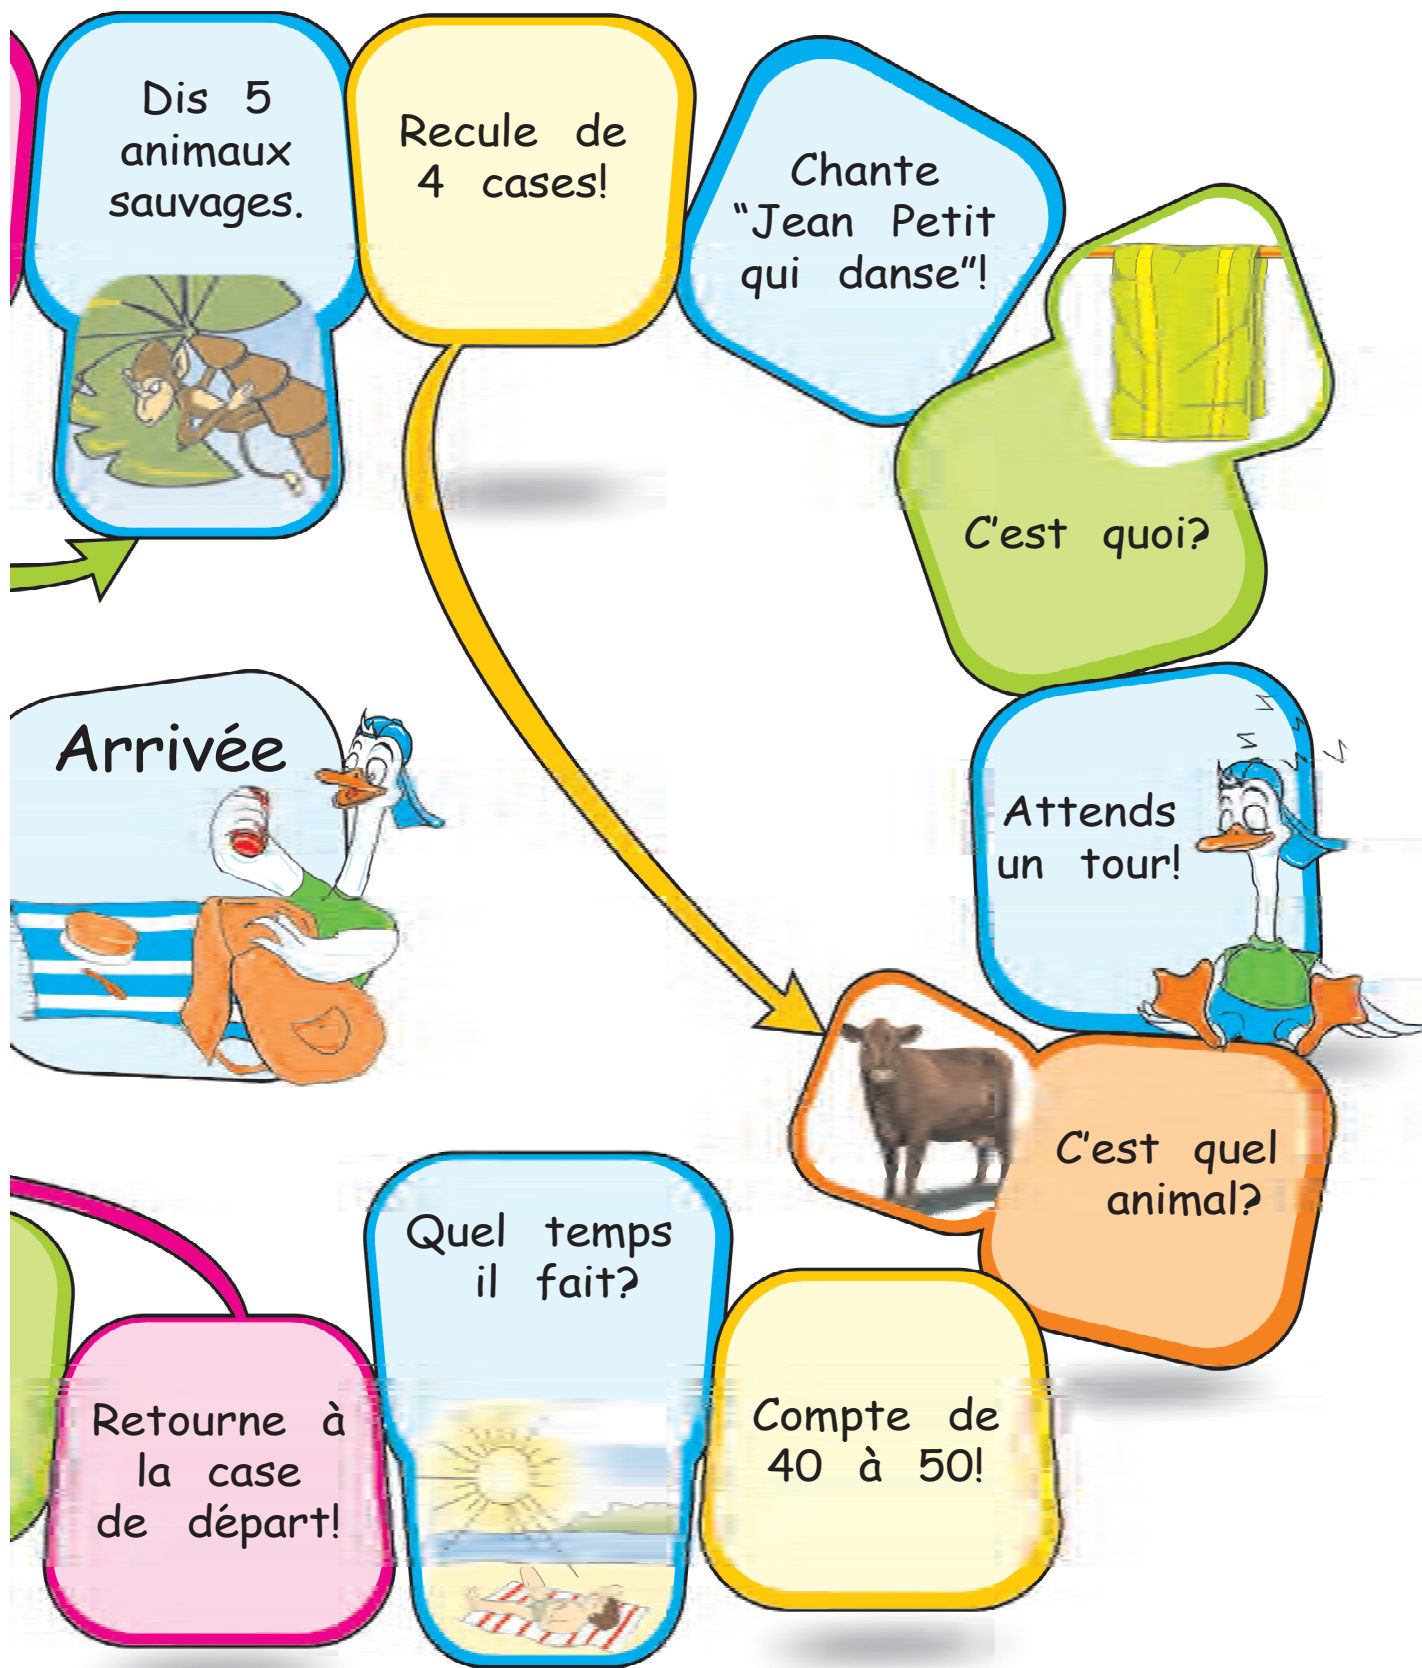 Dis 5
animaux
sauvages.
Recule de
4 cases!
Chante
"Jean Petit
qui danse"!
C'est quoi?
Arrivée
Attends
un tour!
C'est quel
animal?
Quel temps
il fait?
Compte de
40 à 50!
Retourne à
la case
de départ!